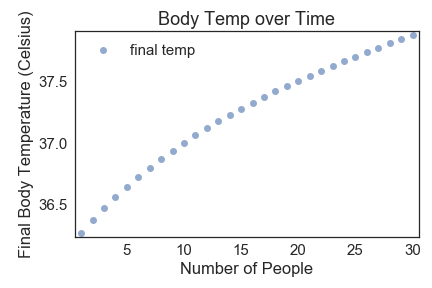 Body Temp over Time
final temp
Final Body Temperature (Celsius)
37.5
37.0
36.5
5 10 15 20 25 30
Number of People